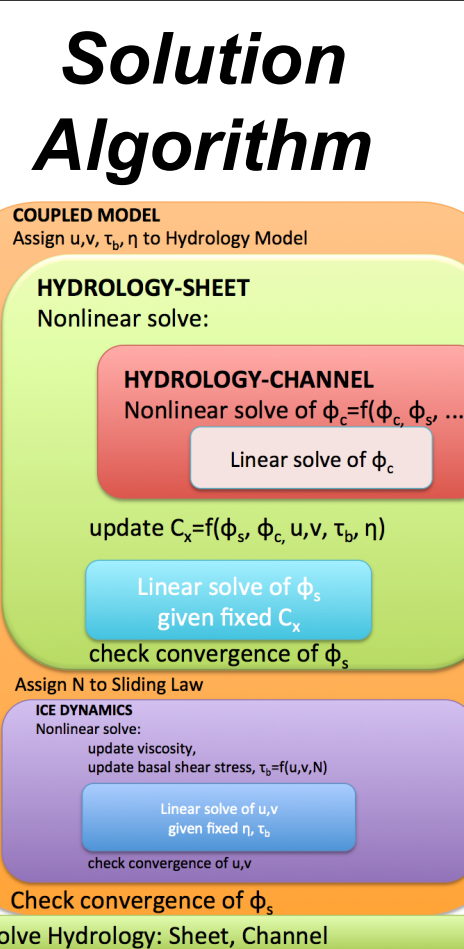 Solution
Algorithm
COUPLED MODEL
Assign u,v, τb, η to Hydrology Model
HYDROLOGY-SHEET
Nonlinear solve:
HYDROLOGY-CHANNEL
Nonlinear solve of ϕc=f(ϕc, ϕs, ...
Linear solve of ϕc
update Cx=f(ϕs, ϕc, u,v, τb, η)
Linear solve of ϕs
given fixed Cx
check convergence of ϕs
Assign N to Sliding Law
ICE DYNAMICS
Nonlinear solve:
update viscosity,
update basal shear stress, τb=f(u,v,N)
Linear solve of u,v
given fixed η, τb
check convergence of u,v
Check convergence of ϕs
olve Hydrology: Sheet, Channel